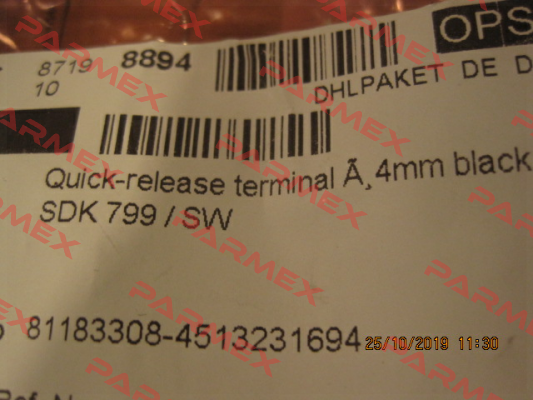 8719 8894 OPS
10 DHLPAKET DE D
Quick-release terminal Ã¸4mm black
SDK 799 / SW
81183308-4513231694
25/10/2019 11:30
PARMEX